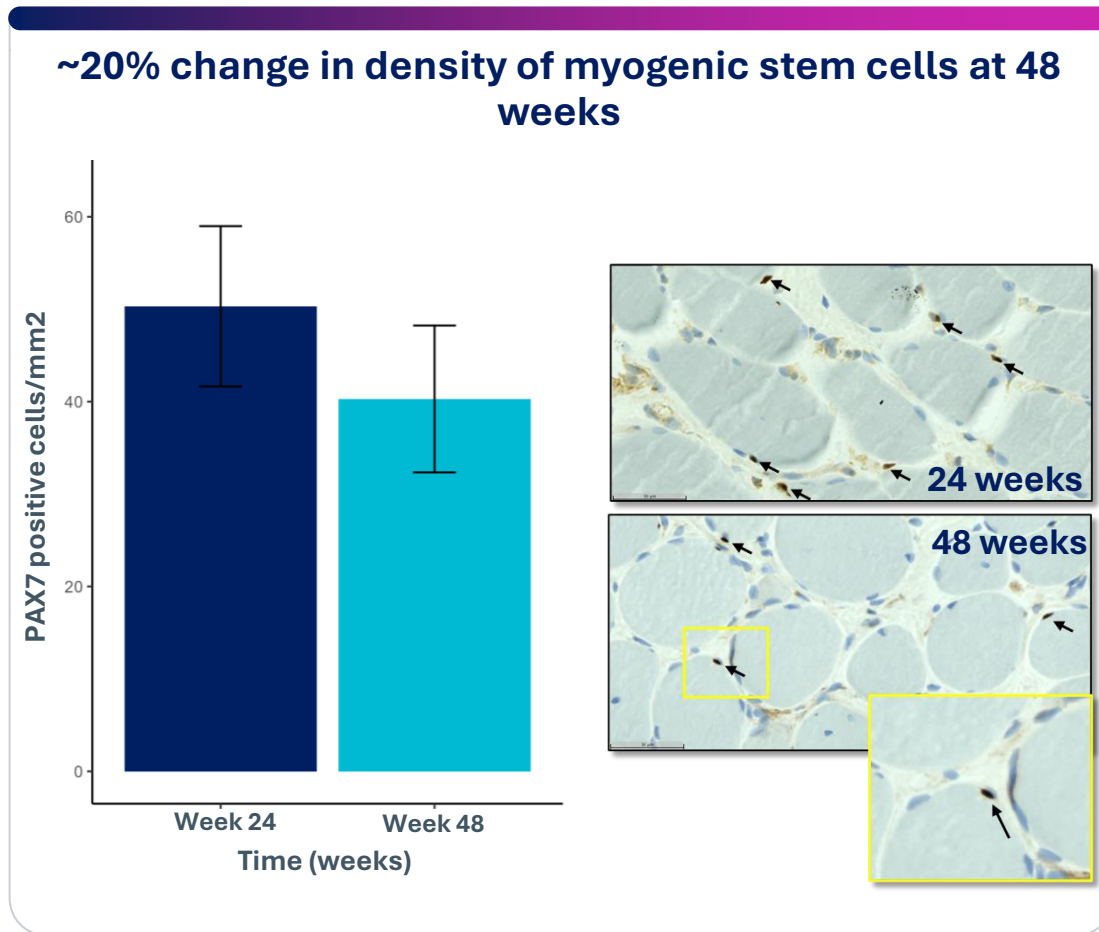 ~20% change in density of myogenic stem cells at 48
weeks
PAX7 positive cells/mm2
60
40
20
0
Week 24
Week 48
Time (weeks)
24 weeks
48 weeks